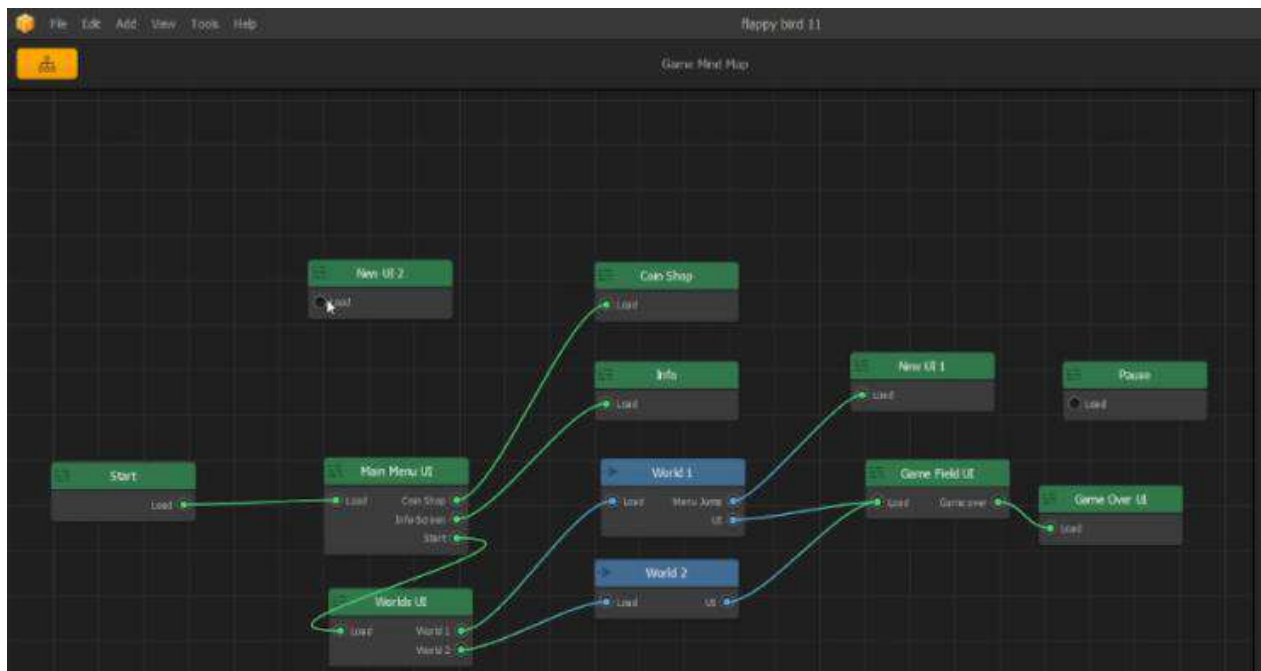 File Edit Add View Tools Help
flappy bird 11
Game Mind Map
New UI 2
Load
Coin Shop
Load
Info
Load
New UI 1
Load
Pause
Load
Start
Load
Main Menu UI
Load Coin Shop
Info Screen
Start
World 1
Load Menu Jump
UI
Game Field UI
Load Game over
Game Over UI
Load
World 2
Load UI
Worlds UI
Load World 1
World 2